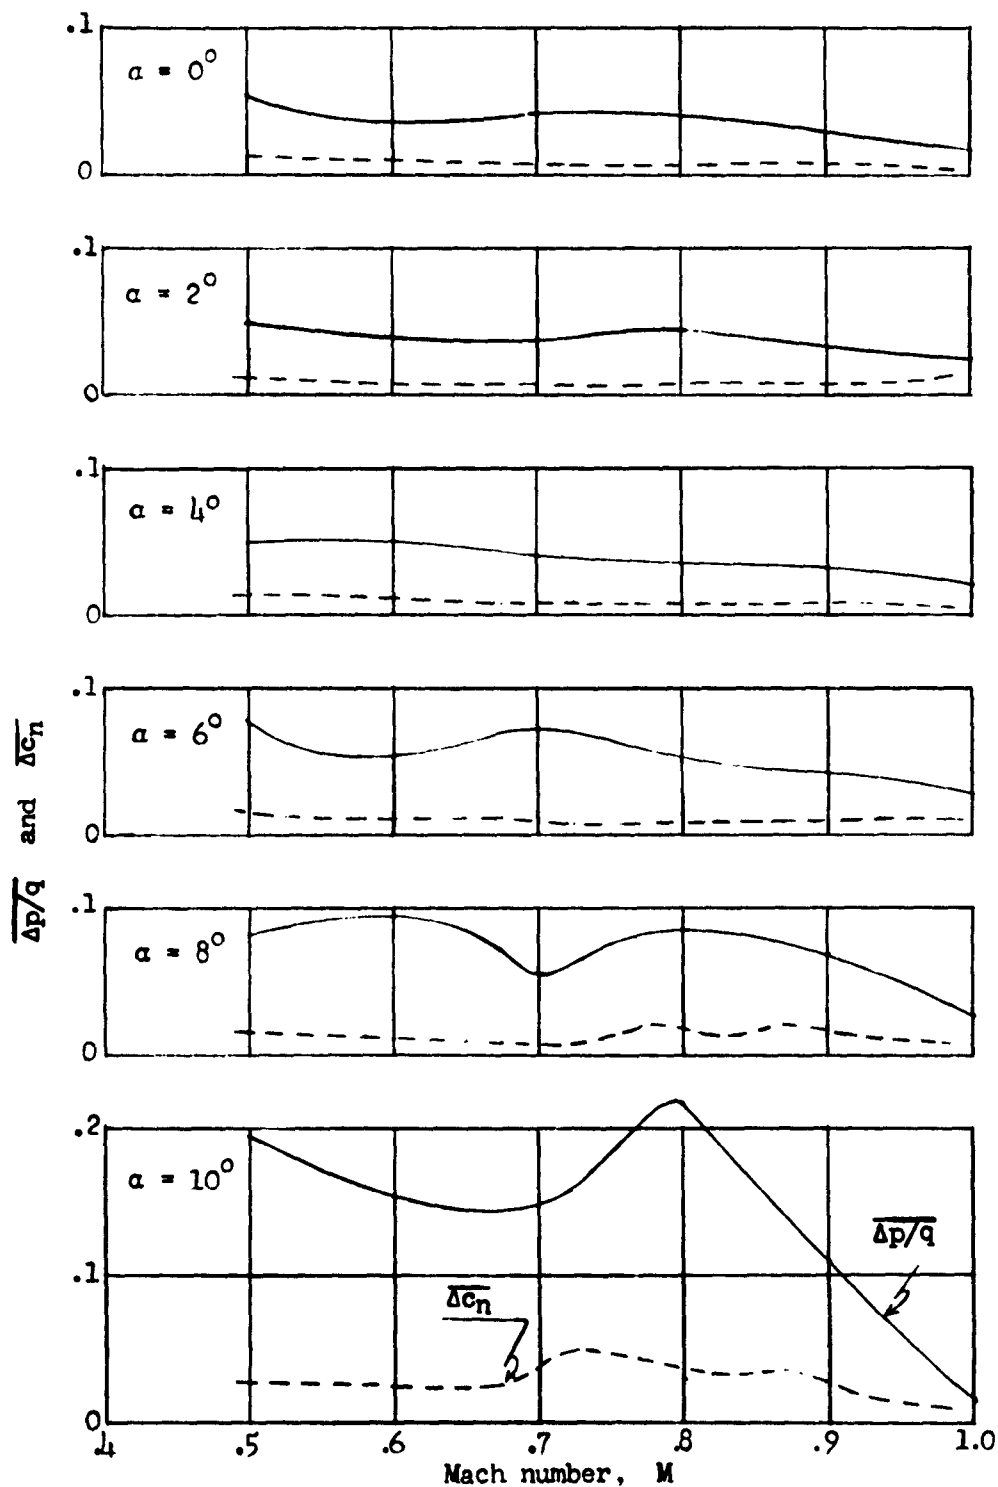 .1
α = 0°
0
.1
α = 2°
0
.1
α = 4°
0
.1
α = 6°
0
.1
α = 8°
0
.2
α = 10°
.1
0
Δp/q
Δcn
Δp/q and Δcn
.4 .5 .6 .7 .8 .9 1.0
Mach number, M